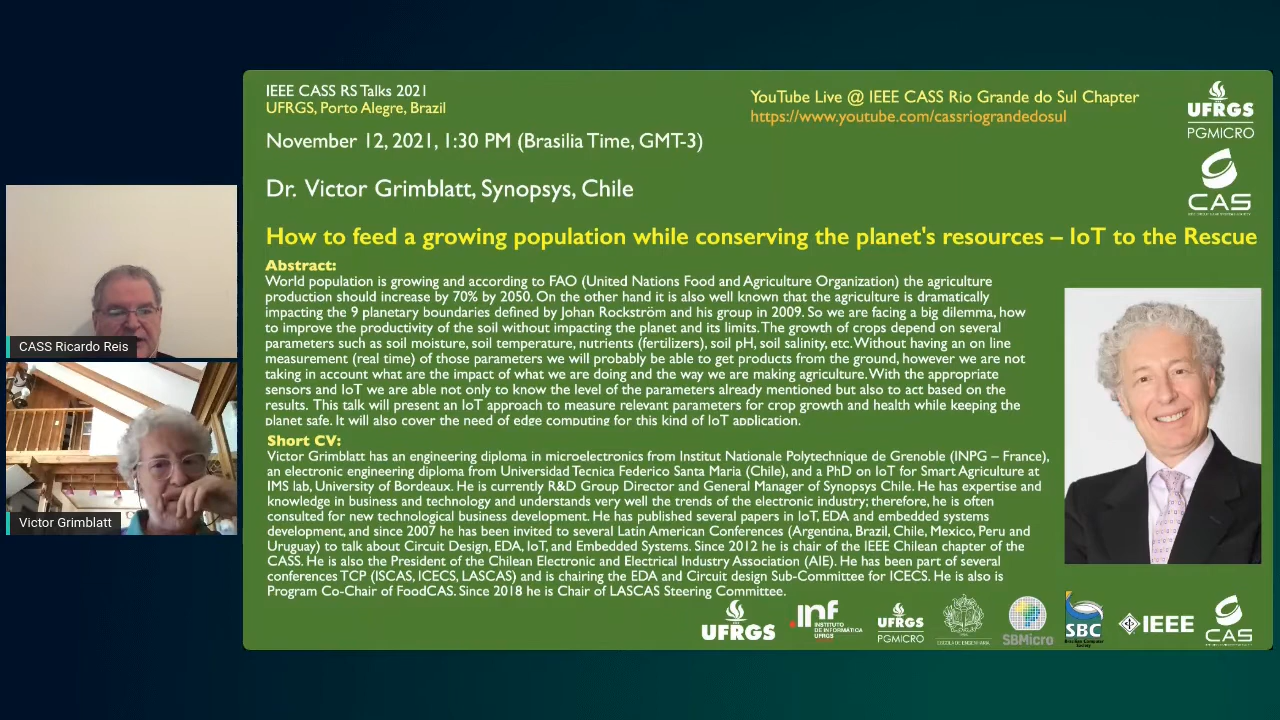 IEEE CASS RS Talks 2021
UFRGS, Porto Alegre, Brazil
November 12, 2021, 1:30 PM (Brasilia Time, GMT-3)
Dr. Victor Grimblatt, Synopsys, Chile
YouTube Live @ IEEE CASS Rio Grande do Sul Chapter
https://www.youtube.com/cassriograndedosul
UFRGS
PGMICRO
CAS
How to feed a growing population while conserving the planet's resources – IoT to the Rescue
Abstract:
World population is growing and according to FAO (United Nations Food and Agriculture Organization) the agriculture
production should increase by 70% by 2050. On the other hand it is also well known that the agriculture is dramatically
impacting the 9 planetary boundaries defined by Johan Rockström and his group in 2009. So we are facing a big dilemma, how
to improve the productivity of the soil without impacting the planet and its limits. The growth of crops depend on several
parameters such as soil moisture, soil temperature, nutrients (fertilizers), soil pH, soil salinity, etc. Without having an on line
measurement (real time) of those parameters we will probably be able to get products from the ground, however we are not
taking in account what are the impact of what we are doing and the way we are making agriculture. With the appropriate
sensors and IoT we are able not only to know the level of the parameters already mentioned but also to act based on the
results. This talk will present an IoT approach to measure relevant parameters for crop growth and health while keeping the
planet safe. It will also cover the need of edge computing for this kind of IoT application.
Short CV:
Victor Grimblatt has an engineering diploma in microelectronics from Institut Nationale Polytechnique de Grenoble (INPG – France),
an electronic engineering diploma from Universidad Tecnica Federico Santa Maria (Chile), and a PhD on IoT for Smart Agriculture at
IMS lab, University of Bordeaux. He is currently R&D Group Director and General Manager of Synopsys Chile. He has expertise and
knowledge in business and technology and understands very well the trends of the electronic industry; therefore, he is often
consulted for new technological business development. He has published several papers in IoT, EDA and embedded systems
development, and since 2007 he has been invited to several Latin American Conferences (Argentina, Brazil, Chile, Mexico, Peru and
Uruguay) to talk about Circuit Design, EDA, IoT, and Embedded Systems. Since 2012 he is chair of the IEEE Chilean chapter of the
CASS. He is also the President of the Chilean Electronic and Electrical Industry Association (AIE). He has been part of several
conferences TCP (ISCAS, ICECS, LASCAS) and is chairing the EDA and Circuit design Sub-Committee for ICECS. He is also is
Program Co-Chair of FoodCAS. Since 2018 he is Chair of LASCAS Steering Committee.
CASS Ricardo Reis
Victor Grimblatt
UFRGS
inf
INSTITUTO
DE INFORMÁTICA
UFRGS
UFRGS
PGMICRO
ESCOLA DE ENGENHARIA
SBMicro
SBC
IEEE
CAS